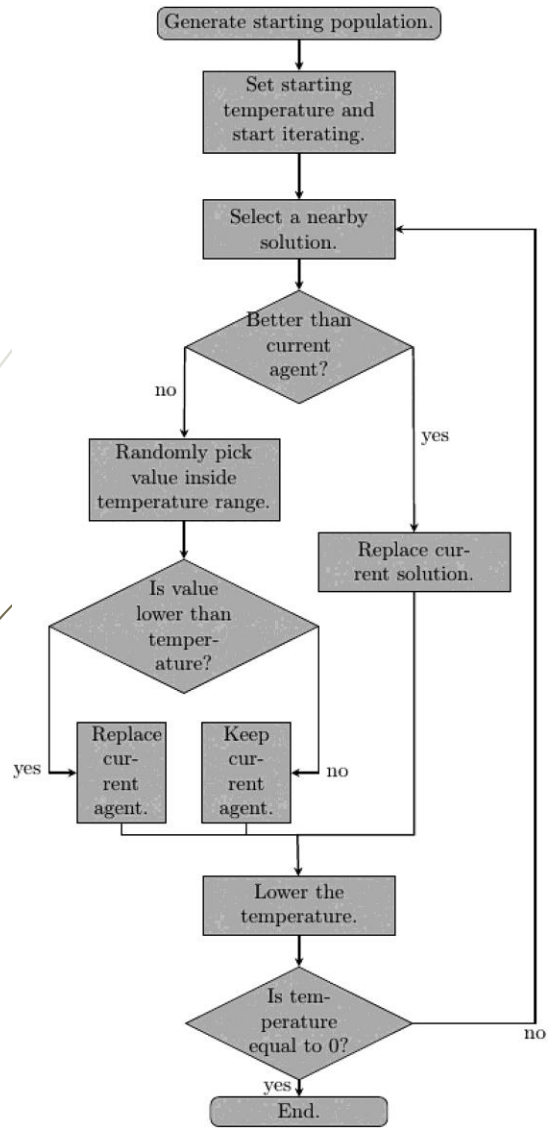 Generate starting population.
Set starting
temperature and
start iterating.
Select a nearby
solution.
Better than
current
agent?
no
yes
Randomly pick
value inside
temperature range.
Replace cur-
rent solution.
Is value
lower than
temper-
ature?
yes
Replace
cur-
rent
agent.
Keep
cur-
rent
agent.
no
Lower the
temperature.
Is tem-
perature
equal to 0?
no
yes
End.